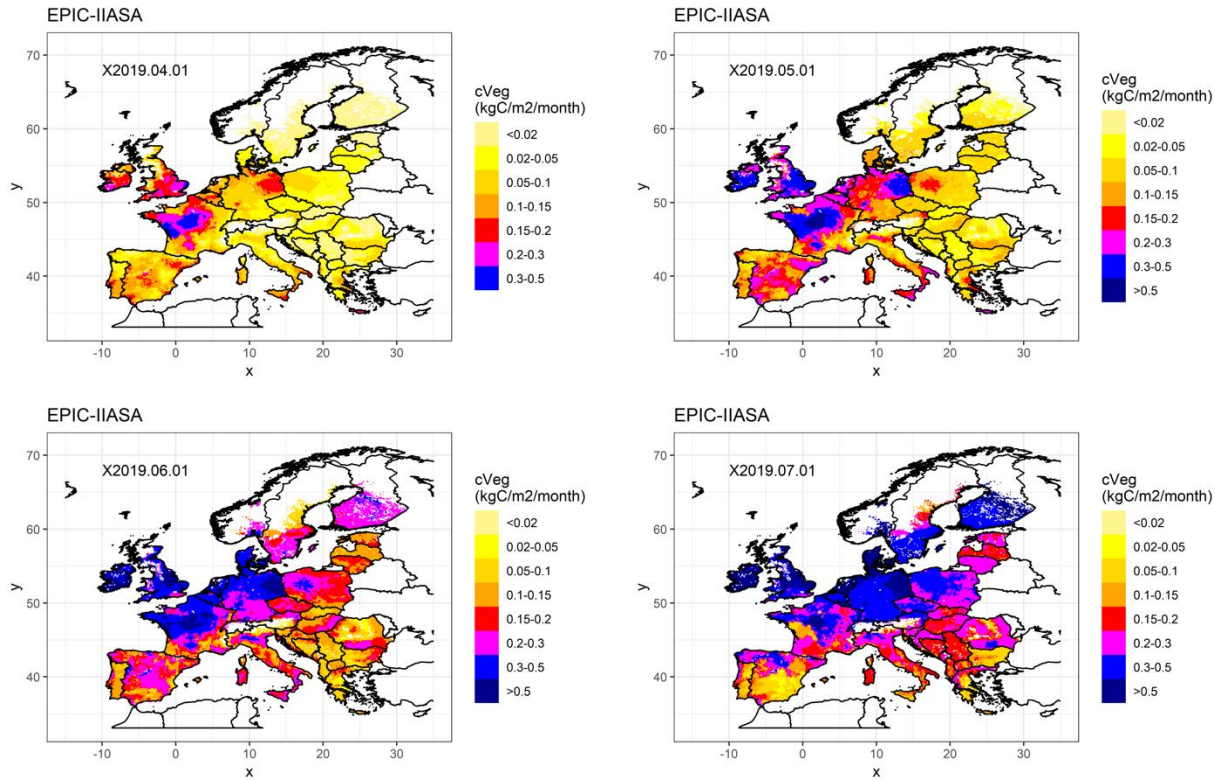 EPIC-IIASA
X2019.04.01
70
60
50
40
y
-10
0
10
20
30
x
cVeg
(kgC/m2/month)
<0.02
0.02-0.05
0.05-0.1
0.1-0.15
0.15-0.2
0.2-0.3
0.3-0.5
EPIC-IIASA
X2019.05.01
70
60
50
40
y
-10
0
10
20
30
x
cVeg
(kgC/m2/month)
<0.02
0.02-0.05
0.05-0.1
0.1-0.15
0.15-0.2
0.2-0.3
0.3-0.5
>0.5
EPIC-IIASA
X2019.06.01
70
60
50
40
y
-10
0
10
20
30
x
cVeg
(kgC/m2/month)
<0.02
0.02-0.05
0.05-0.1
0.1-0.15
0.15-0.2
0.2-0.3
0.3-0.5
>0.5
EPIC-IIASA
X2019.07.01
70
60
50
40
y
-10
0
10
20
30
x
cVeg
(kgC/m2/month)
<0.02
0.02-0.05
0.05-0.1
0.1-0.15
0.15-0.2
0.2-0.3
0.3-0.5
>0.5